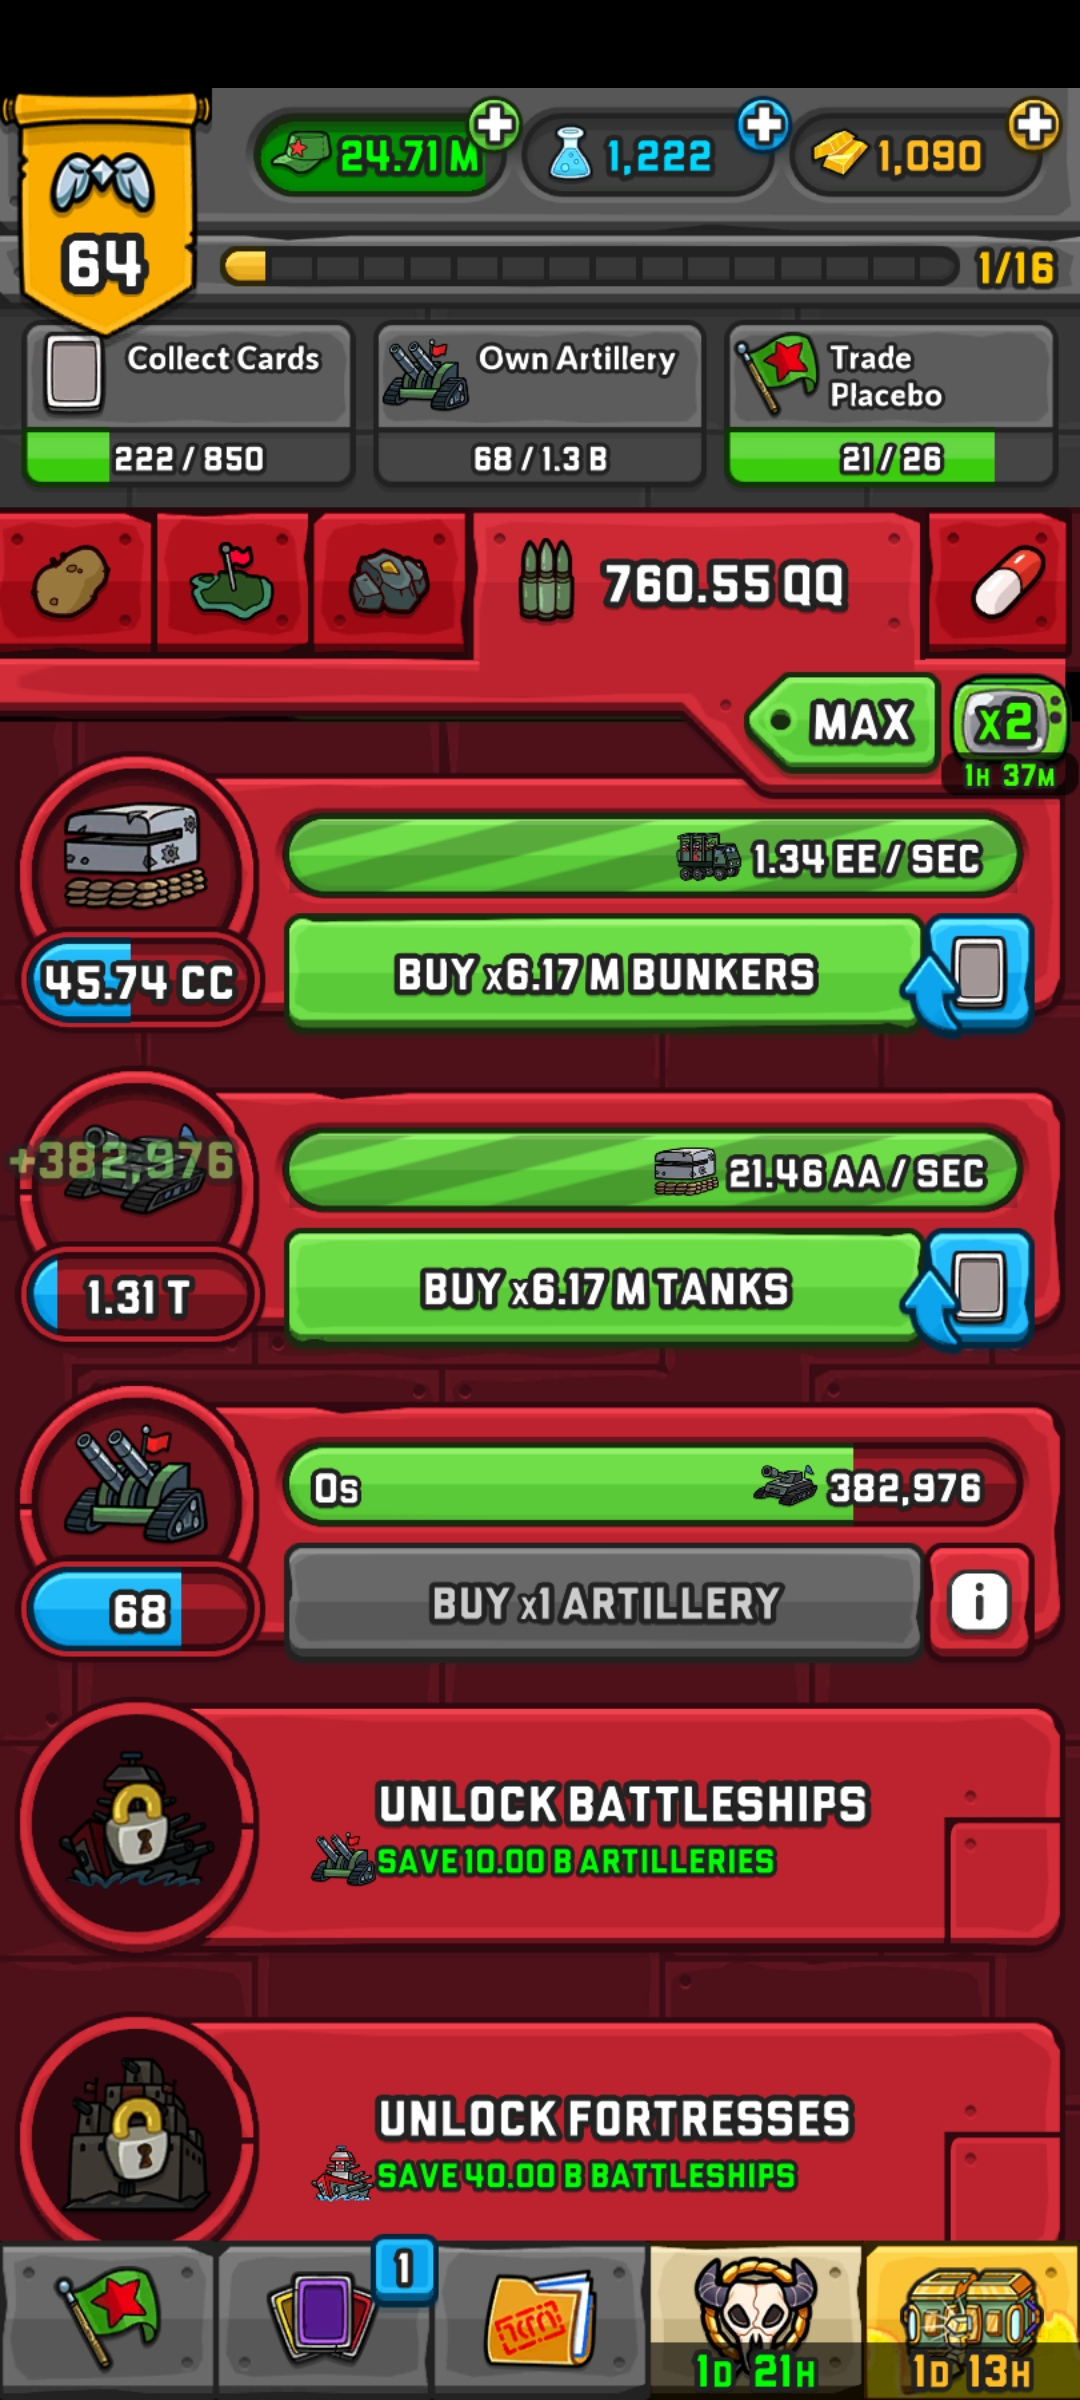 24.71 M
1,222
1,090
64
1/16
Collect Cards
222 / 850
Own Artillery
68 / 1.3 B
Trade
Placebo
21 / 26
760.55 QQ
MAX
x2
1H 37M
1.34 EE / SEC
45.74 CC
BUY x6.17 M BUNKERS
+382,976
21.46 AA / SEC
1.31 T
BUY x6.17 M TANKS
0s
382,976
68
BUY x1 ARTILLERY
i
UNLOCK BATTLESHIPS
SAVE 10.00 B ARTILLERIES
UNLOCK FORTRESSES
SAVE 40.00 B BATTLESHIPS
1
1D 21H
1D 13H